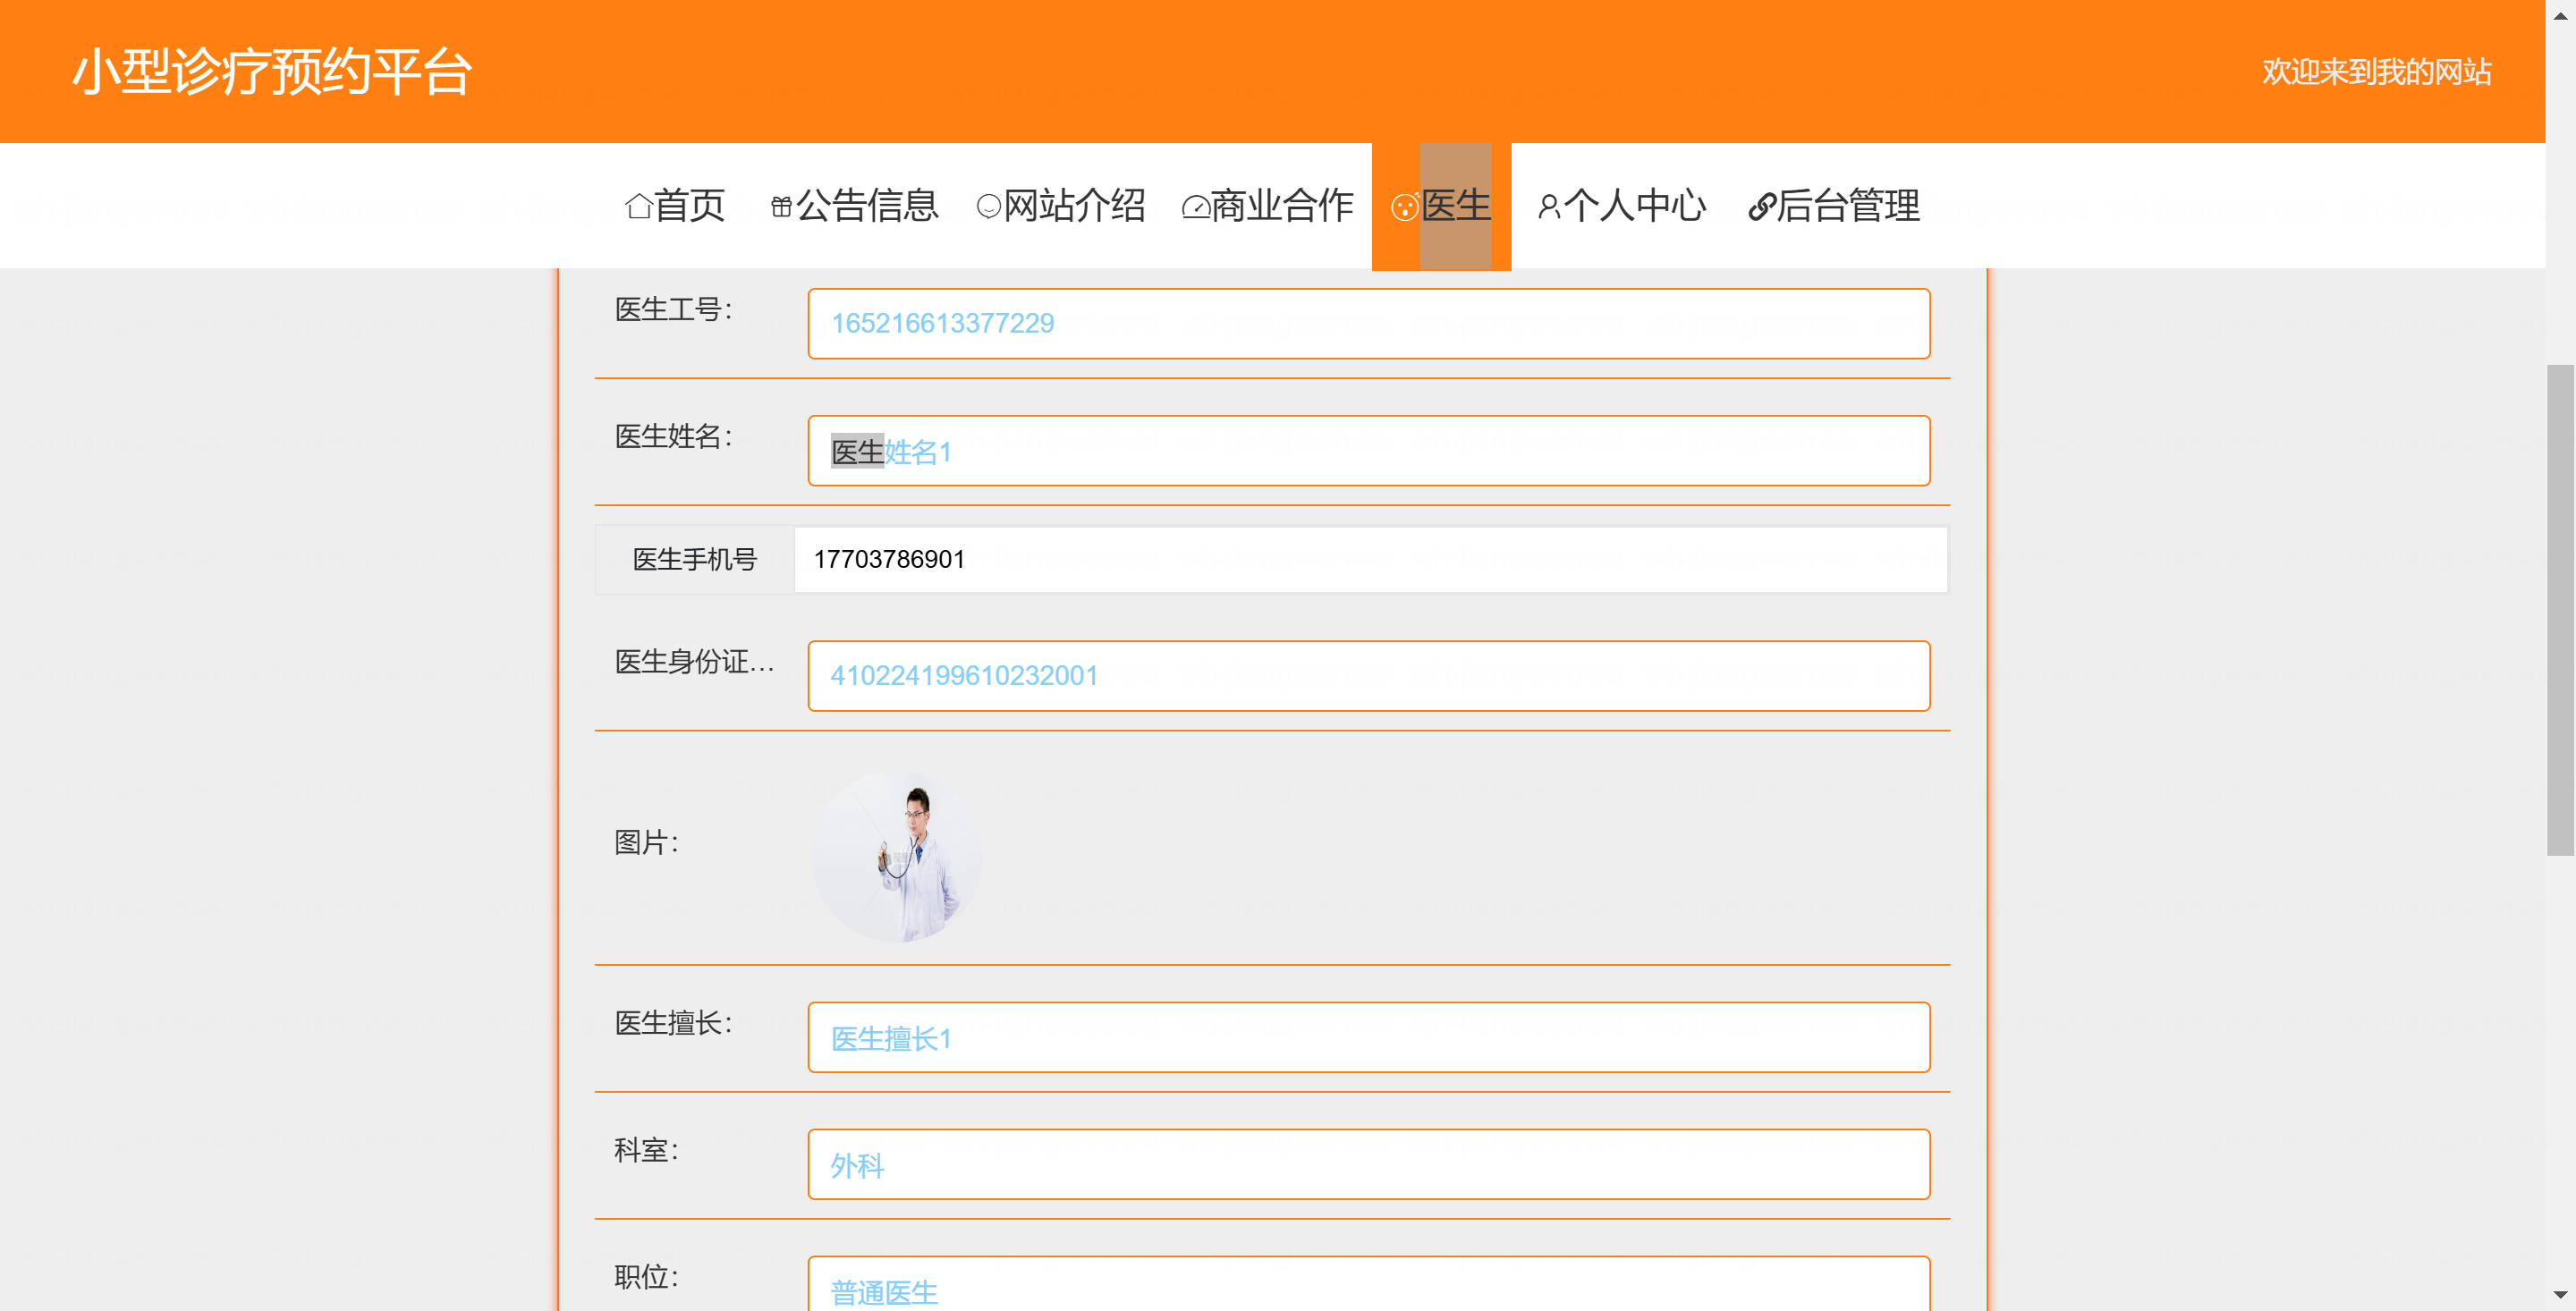 小型诊疗预约平台
欢迎来到我的网站
首页 公告信息 网站介绍 商业合作 医生 个人中心 后台管理
医生工号：
165216613377229
医生姓名：
医生姓名1
医生手机号
17703786901
医生身份证...
410224199610232001
图片：
医生擅长：
医生擅长1
科室：
外科
职位：
普通医生